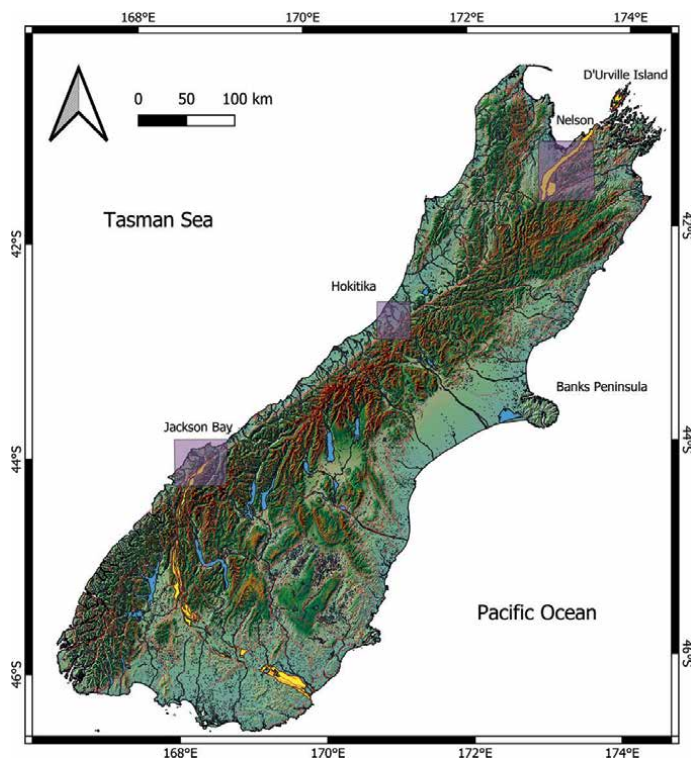 168°E 170°E 172°E 174°E
D'Urville Island
0 50 100 km
Nelson
Tasman Sea
42°S
42°S
Hokitika
Banks Peninsula
Jackson Bay
44°S
44°S
Pacific Ocean
46°S
46°S
168°E 170°E 172°E 174°E